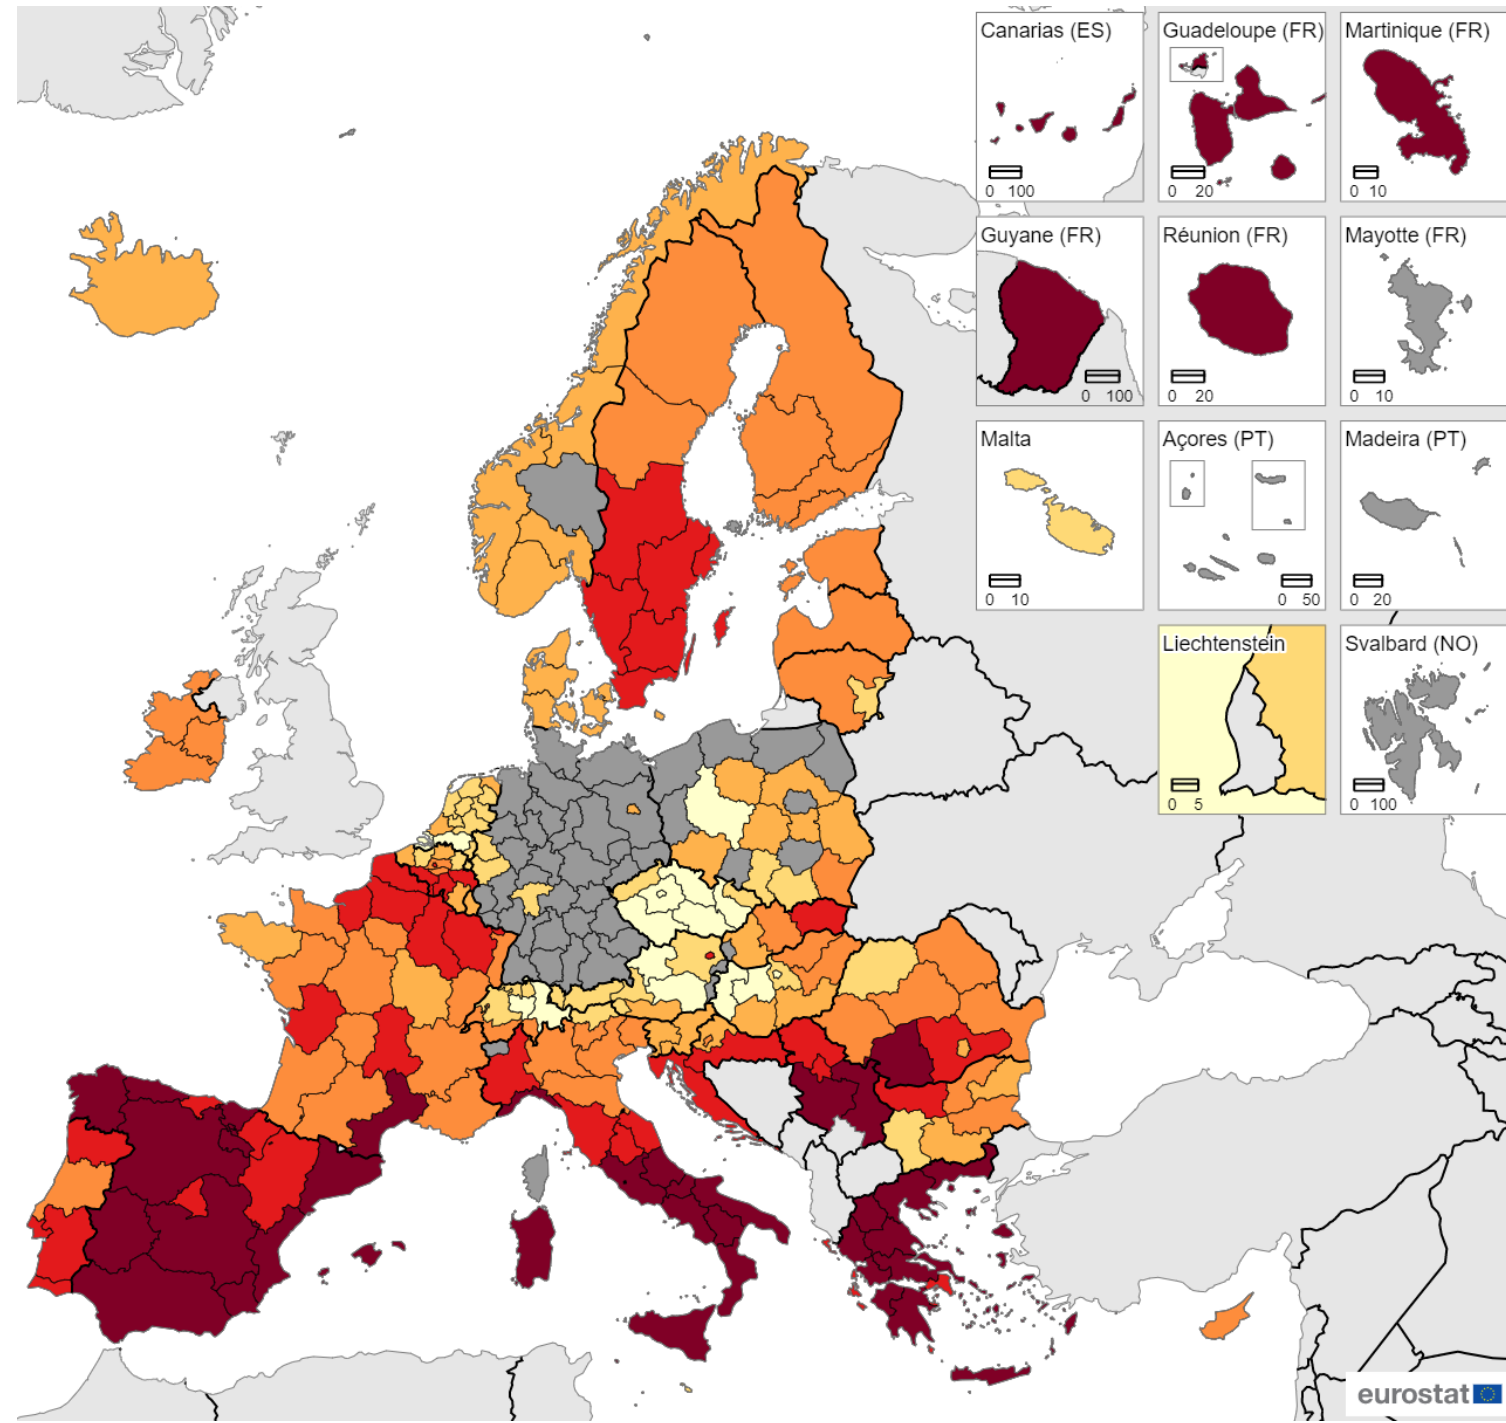 Canarias (ES)
0 100
Guadeloupe (FR)
0 20
Martinique (FR)
0 10
Guyane (FR)
0 100
Réunion (FR)
0 20
Mayotte (FR)
0 10
Malta
0 10
Açores (PT)
0 50
Madeira (PT)
0 20
Liechtenstein
0 5
Svalbard (NO)
0 100
eurostat